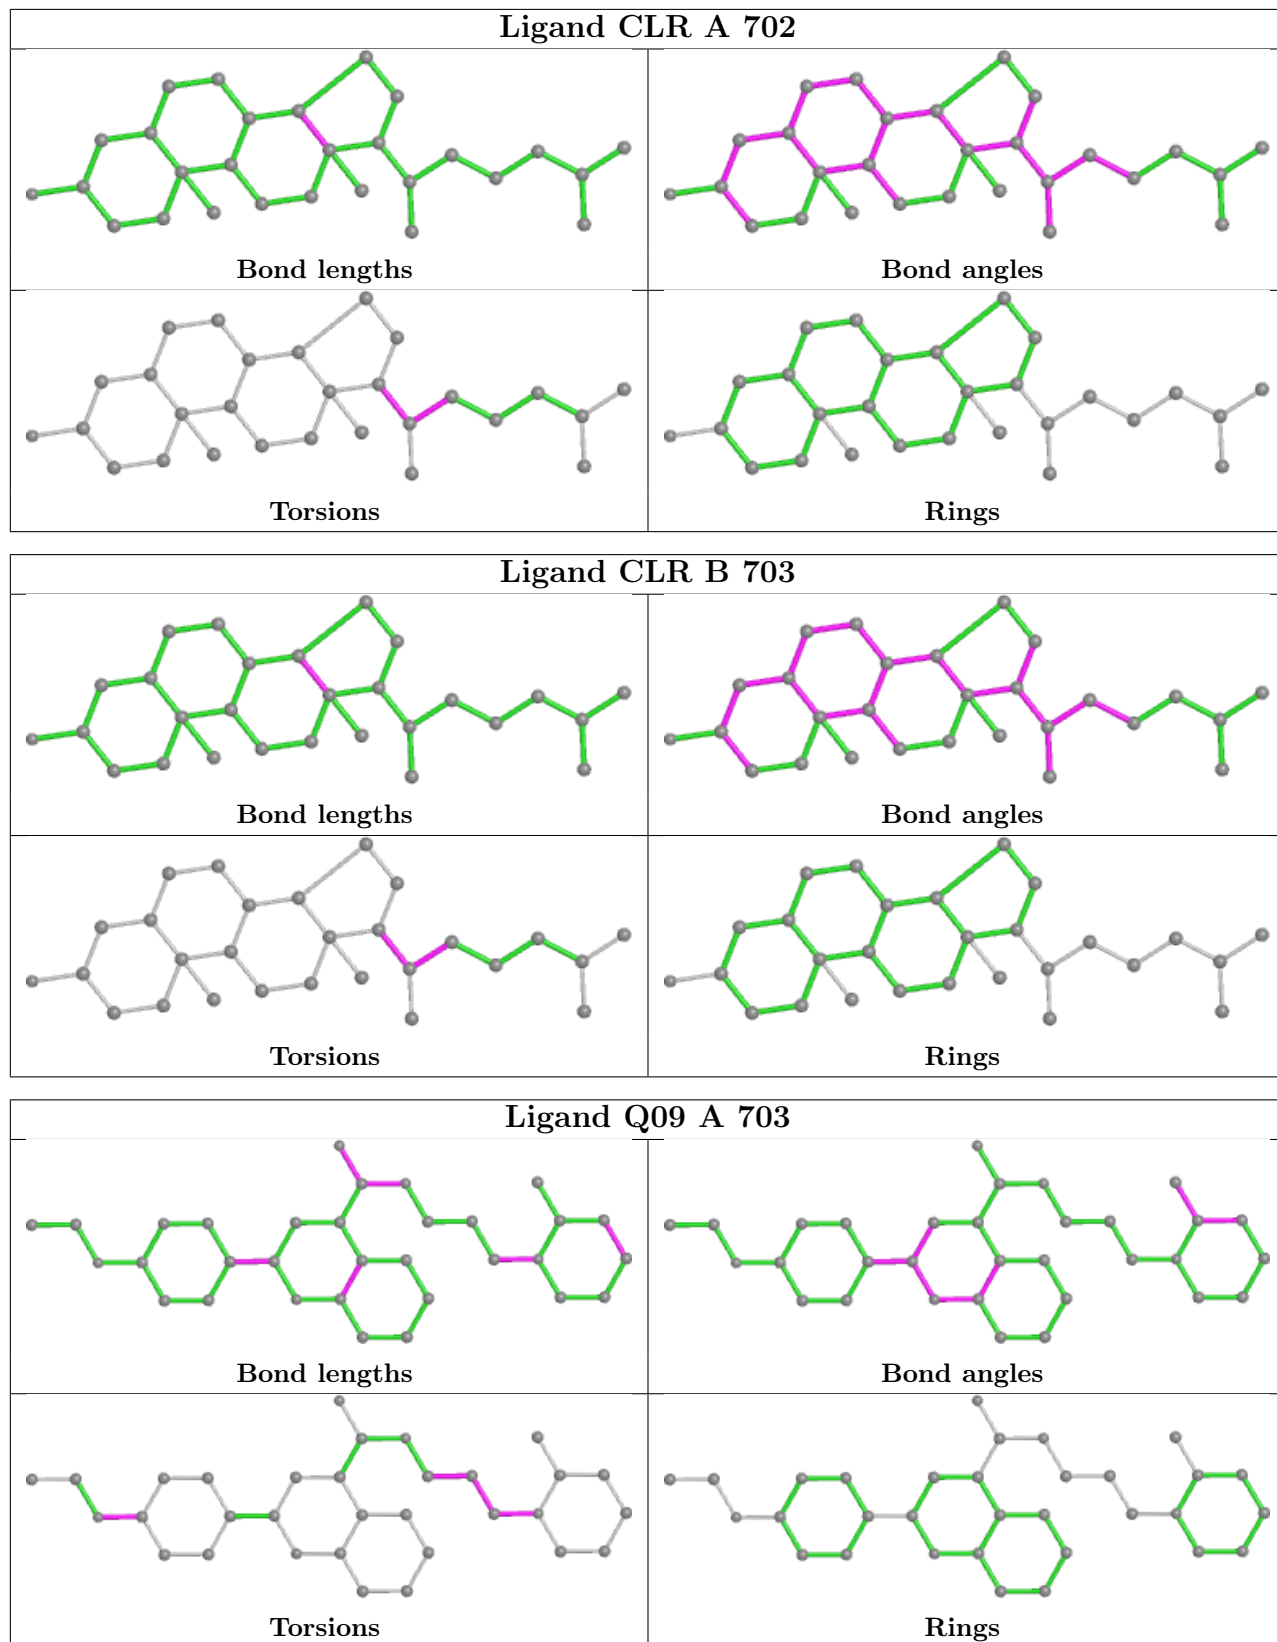 Ligand CLR A 702
Bond lengths
Bond angles
Torsions
Rings
Ligand CLR B 703
Bond lengths
Bond angles
Torsions
Rings
Ligand Q09 A 703
Bond lengths
Bond angles
Torsions
Rings